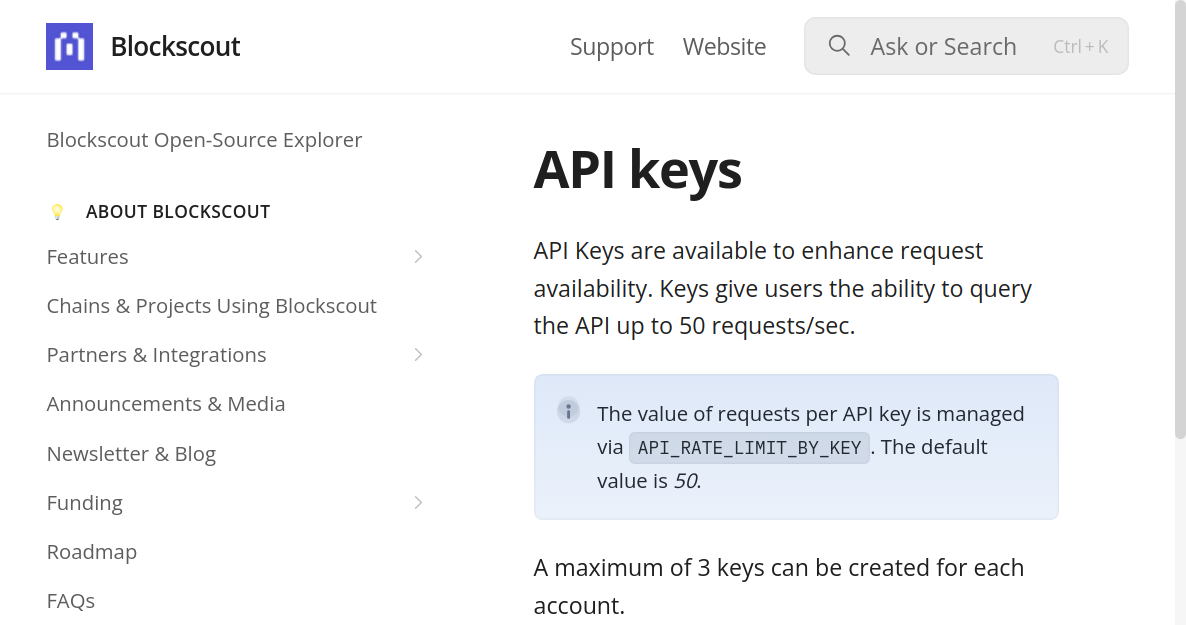 Blockscout
Support
Website
Ask or Search
Ctrl + K
Blockscout Open-Source Explorer
ABOUT BLOCKSCOUT
Features
Chains & Projects Using Blockscout
Partners & Integrations
Announcements & Media
Newsletter & Blog
Funding
Roadmap
FAQs
API keys
API Keys are available to enhance request
availability. Keys give users the ability to query
the API up to 50 requests/sec.
The value of requests per API key is managed
via API_RATE_LIMIT_BY_KEY. The default
value is 50.
A maximum of 3 keys can be created for each
account.